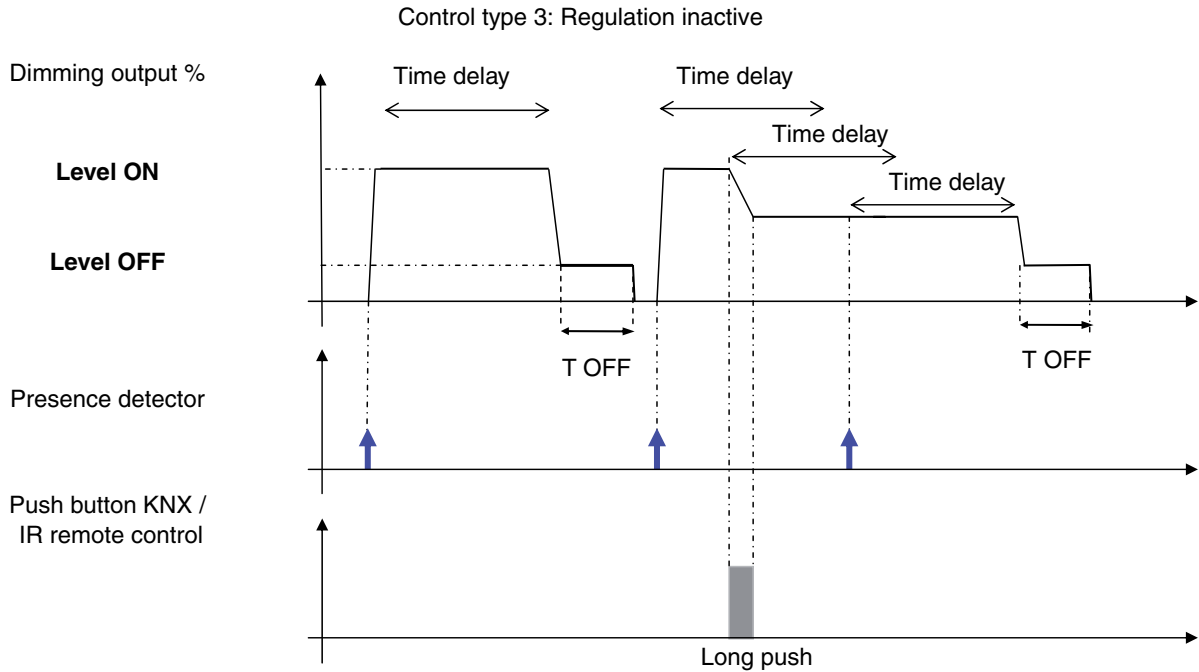 Control type 3: Regulation inactive
Dimming output %
Time delay
Time delay
Time delay
Level ON
Time delay
Level OFF
T OFF
T OFF
Presence detector
Push button KNX /
IR remote control
Long push